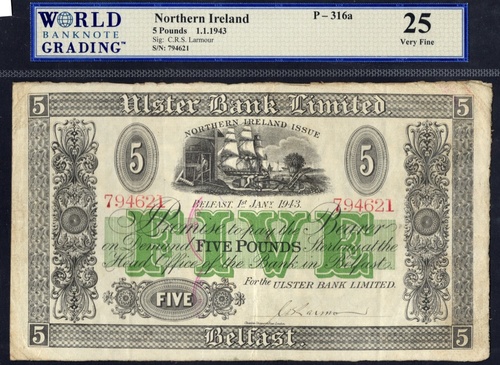 WORLD
BANKNOTE
GRADING™
Northern Ireland
P – 316a
5 Pounds 1.1.1943
Sig: C.R.S. Larmour
S/N: 794621
25
Very Fine
5 Ulster Bank Limited 5
NORTHERN IRELAND ISSUE
5 5
794621 794621
BELFAST, 1st JANY. 1943.
FIVE
Promise to pay the Bearer
on Demand FIVE POUNDS Sterling at the
Head Office of the Bank in Belfast
For the ULSTER BANK LIMITED.
FIVE
C Larmour
5 Belfast. 5